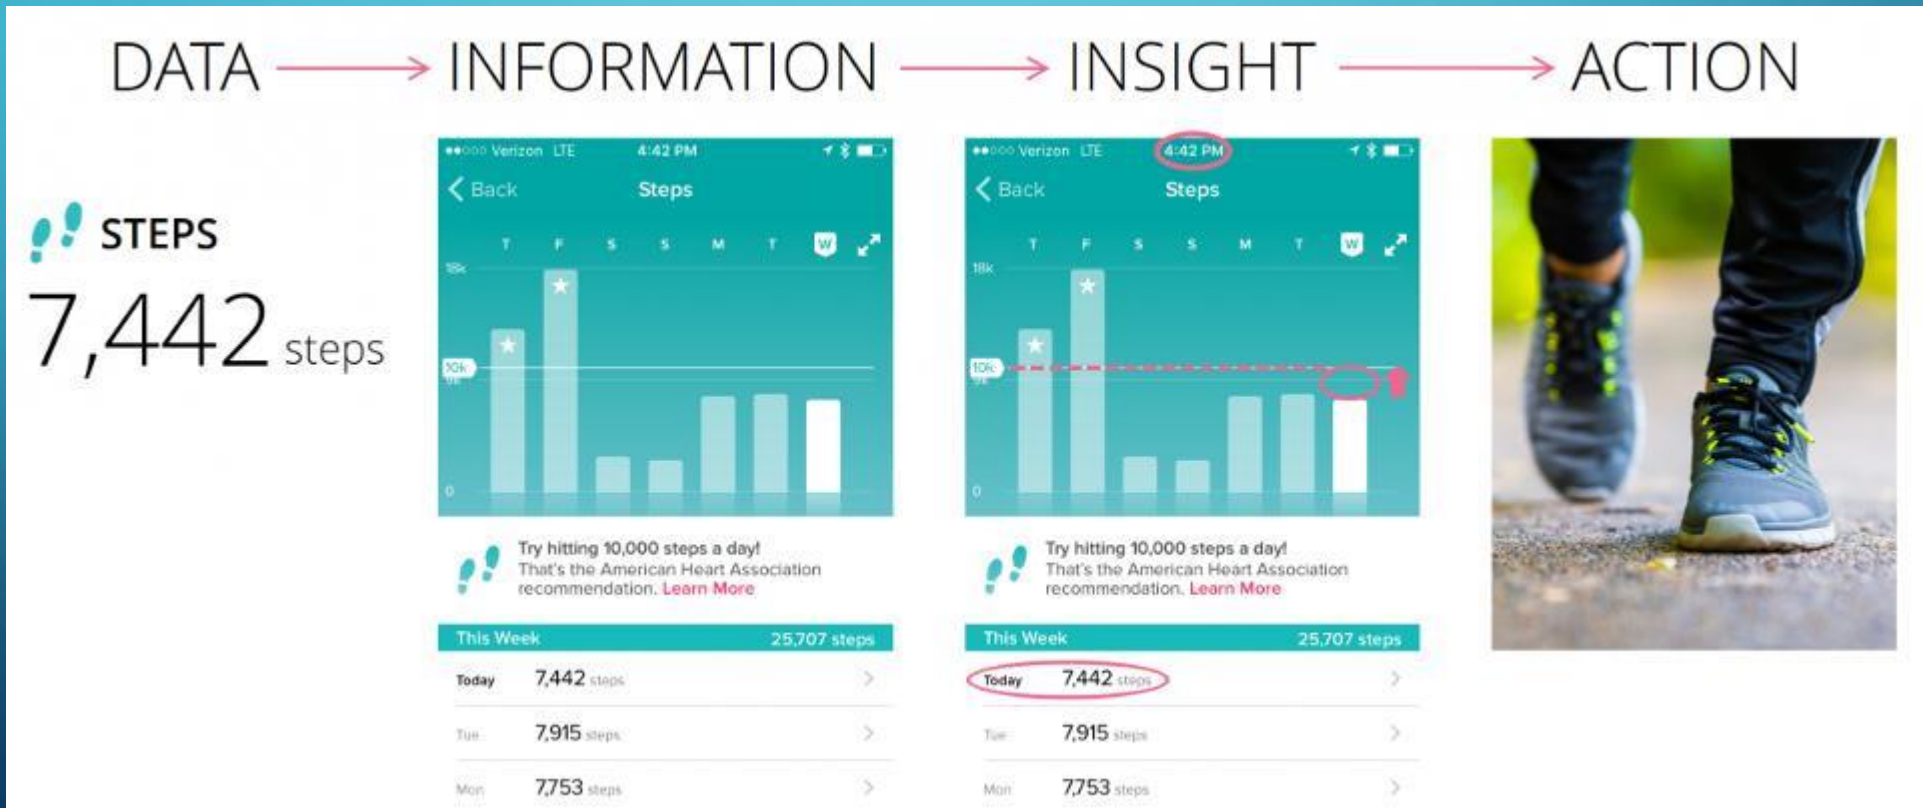 DATA → INFORMATION → INSIGHT → ACTION
STEPS
7,442 steps
Verizon LTE 4:42 PM
Back Steps
T F S S M T W
18k
10k
0
Try hitting 10,000 steps a day!
That's the American Heart Association
recommendation. Learn More
This Week 25,707 steps
Today 7,442 steps
Tue 7,915 steps
Mon 7,753 steps
Verizon LTE 4:42 PM
Back Steps
T F S S M T W
18k
10k
0
Try hitting 10,000 steps a day!
That's the American Heart Association
recommendation. Learn More
This Week 25,707 steps
Today 7,442 steps
Tue 7,915 steps
Mon 7,753 steps